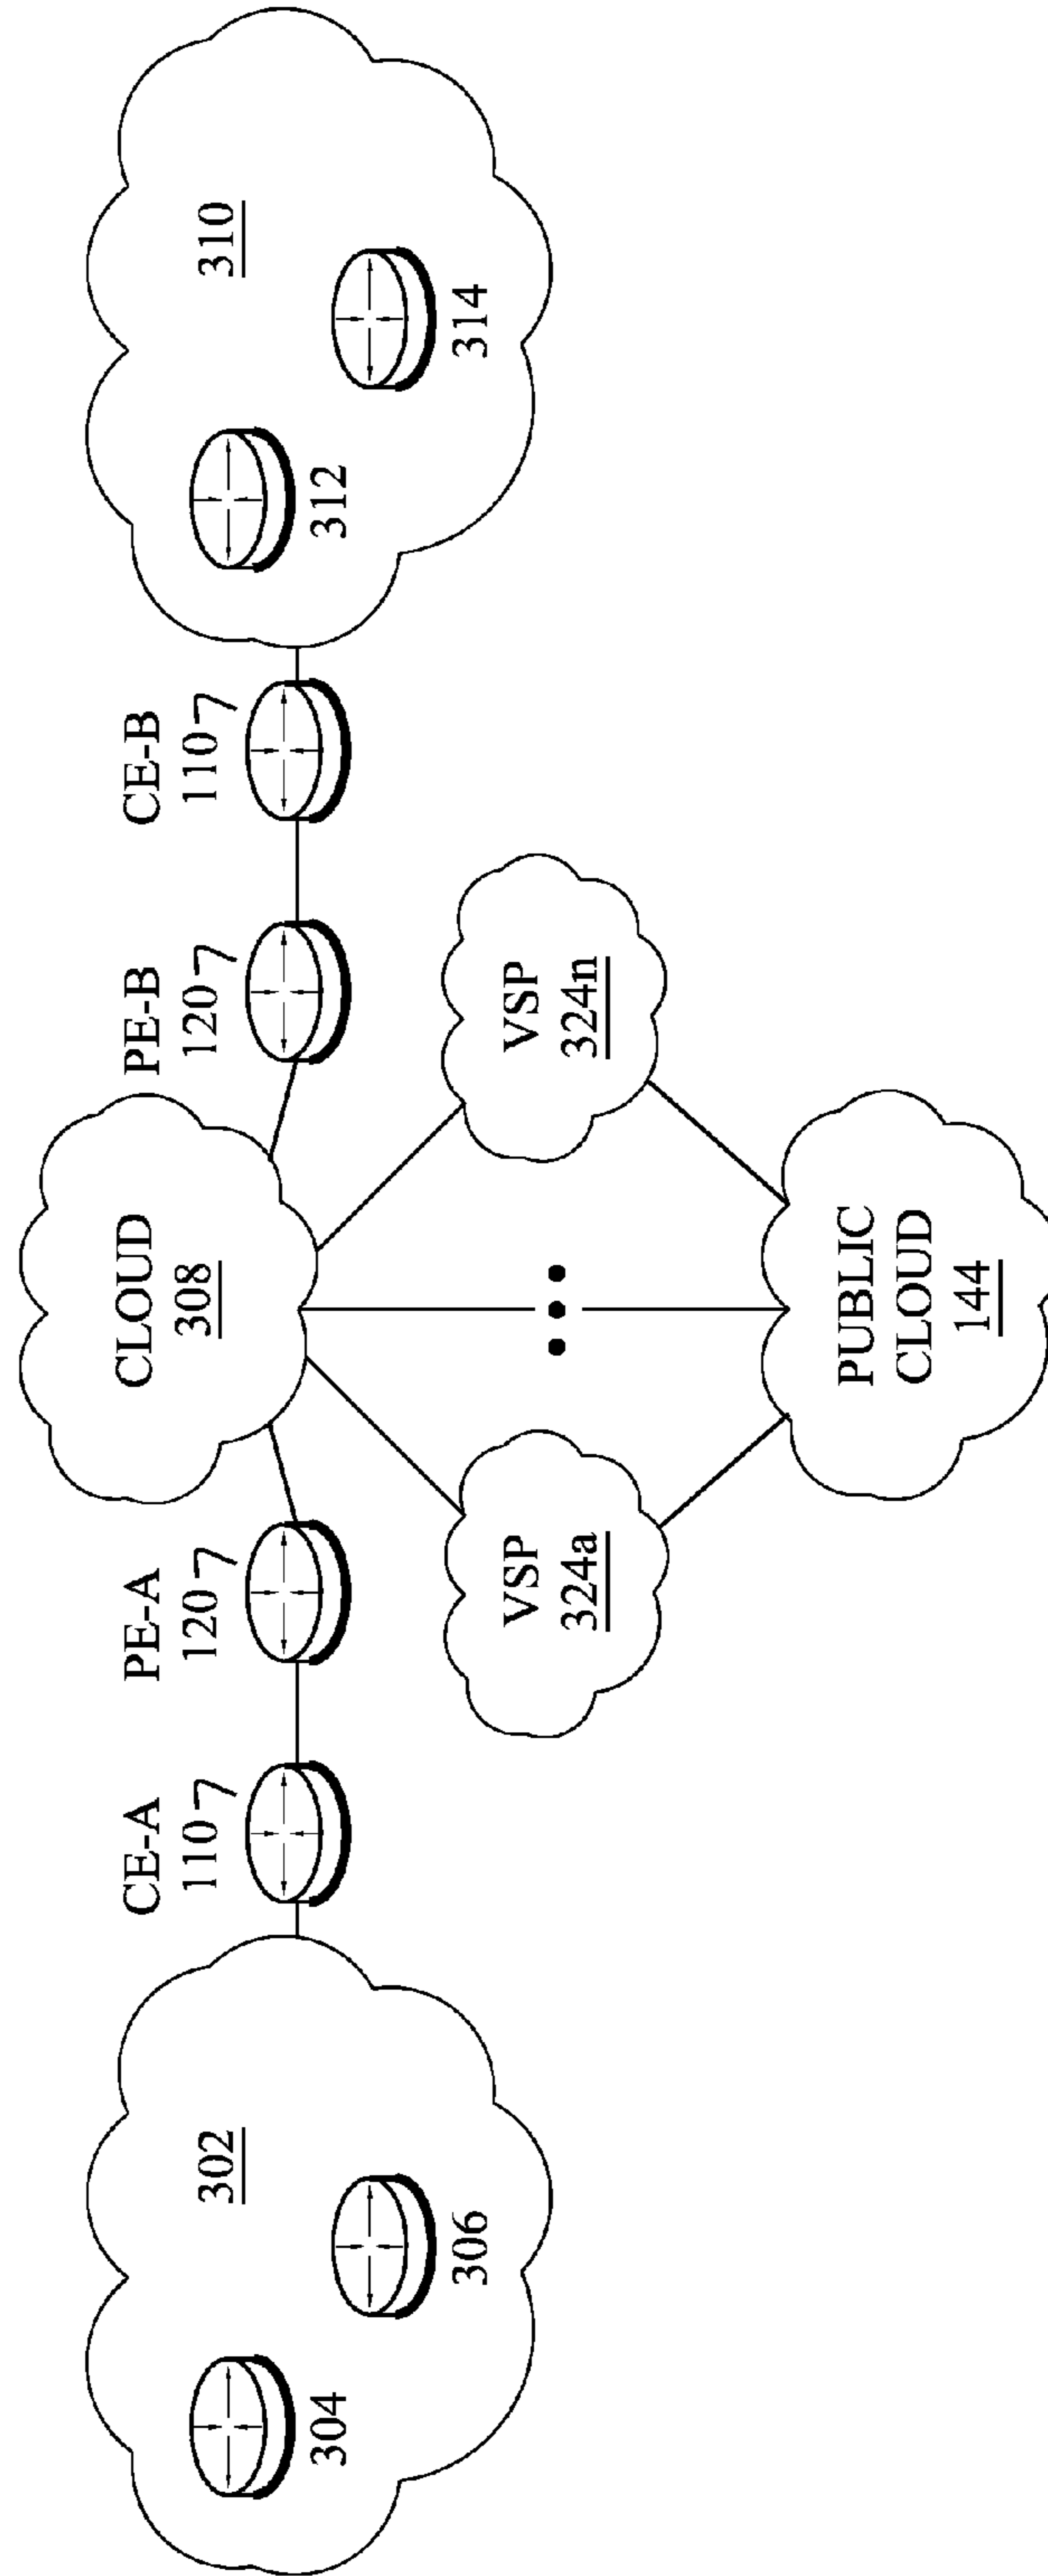 302
304
306
CE-A
110
PE-A
120
CLOUD
308
PE-B
120
CE-B
110
310
312
314
VSP
324a
VSP
324n
PUBLIC
CLOUD
144